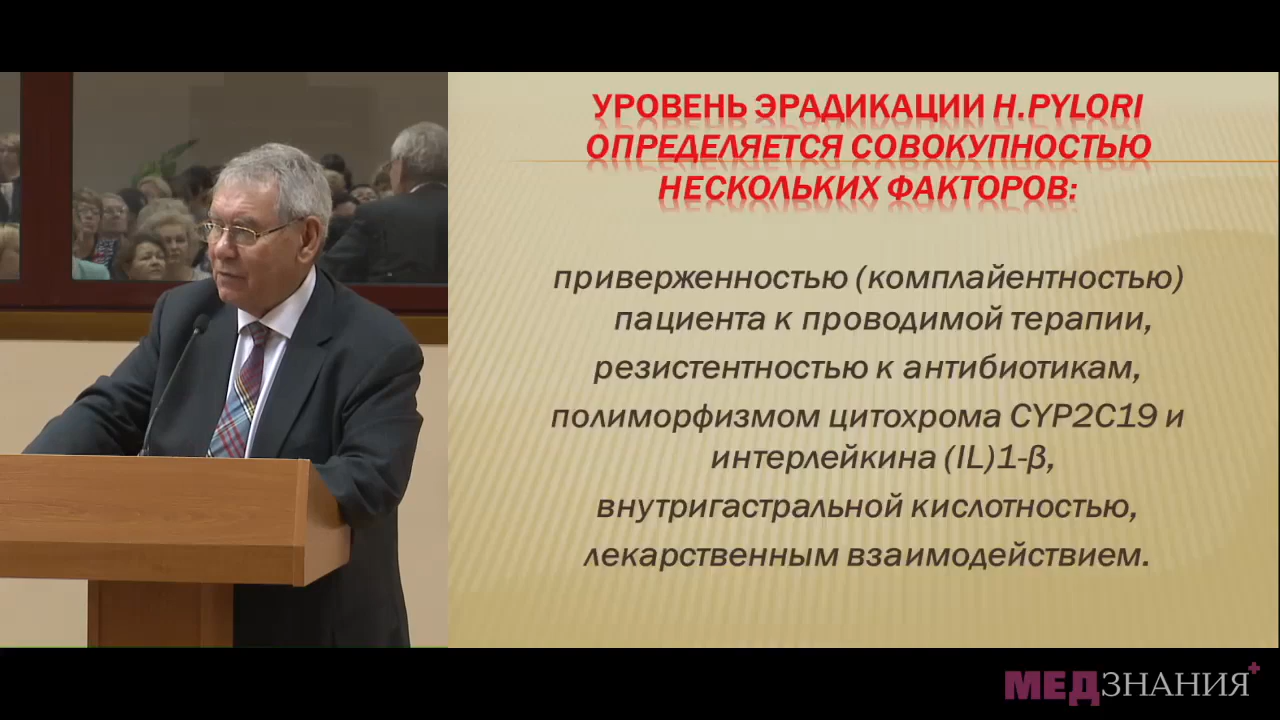 УРОВЕНЬ ЭРАДИКАЦИИ H.PYLORI
ОПРЕДЕЛЯЕТСЯ СОВОКУПНОСТЬЮ
НЕСКОЛЬКИХ ФАКТОРОВ:
приверженностью (комплайентностью)
пациента к проводимой терапии,
резистентностью к антибиотикам,
полиморфизмом цитохрома CYP2C19 и
интерлейкина (IL)1-β,
внутригастральной кислотностью,
лекарственным взаимодействием.
МЕДЗНАНИЯ+